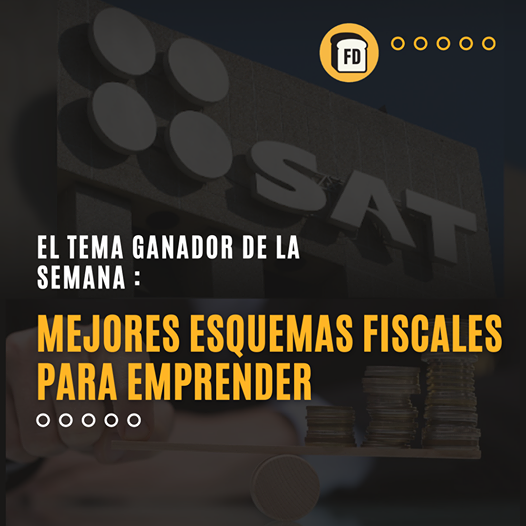 FD
SAT
EL TEMA GANADOR DE LA
SEMANA :
MEJORES ESQUEMAS FISCALES
PARA EMPRENDER